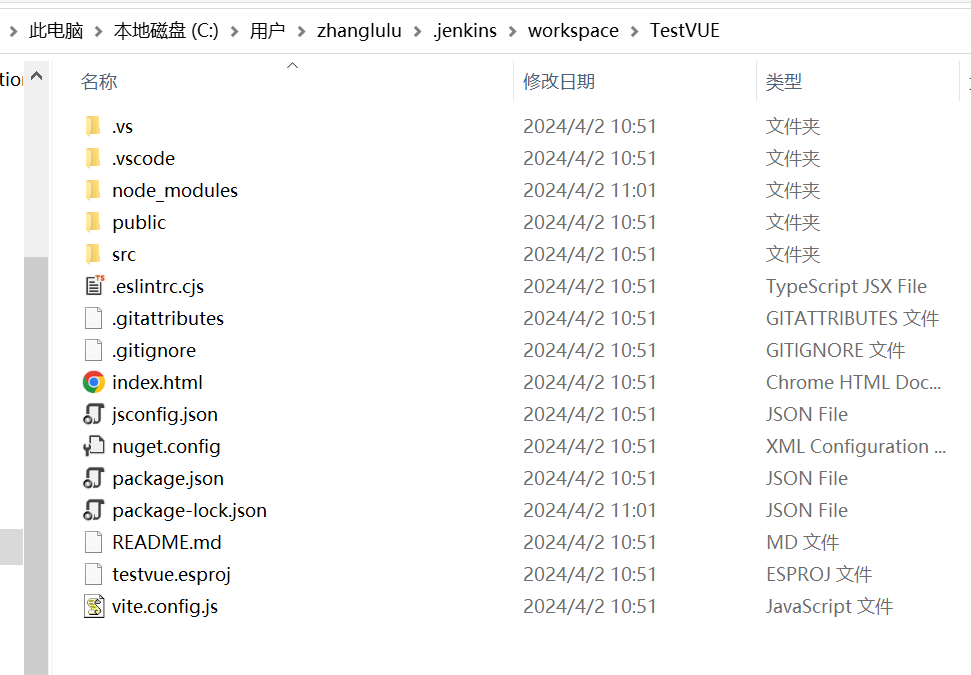 此电脑 > 本地磁盘 (C:) > 用户 > zhanglulu > .jenkins > workspace > TestVUE
名称 修改日期 类型
.vs 2024/4/2 10:51 文件夹
.vscode 2024/4/2 10:51 文件夹
node_modules 2024/4/2 11:01 文件夹
public 2024/4/2 10:51 文件夹
src 2024/4/2 10:51 文件夹
.eslintrc.cjs 2024/4/2 10:51 TypeScript JSX File
.gitattributes 2024/4/2 10:51 GITATTRIBUTES 文件
.gitignore 2024/4/2 10:51 GITIGNORE 文件
index.html 2024/4/2 10:51 Chrome HTML Doc...
jsconfig.json 2024/4/2 10:51 JSON File
nuget.config 2024/4/2 10:51 XML Configuration ...
package.json 2024/4/2 10:51 JSON File
package-lock.json 2024/4/2 11:01 JSON File
README.md 2024/4/2 10:51 MD 文件
testvue.esproj 2024/4/2 10:51 ESPROJ 文件
vite.config.js 2024/4/2 10:51 JavaScript 文件